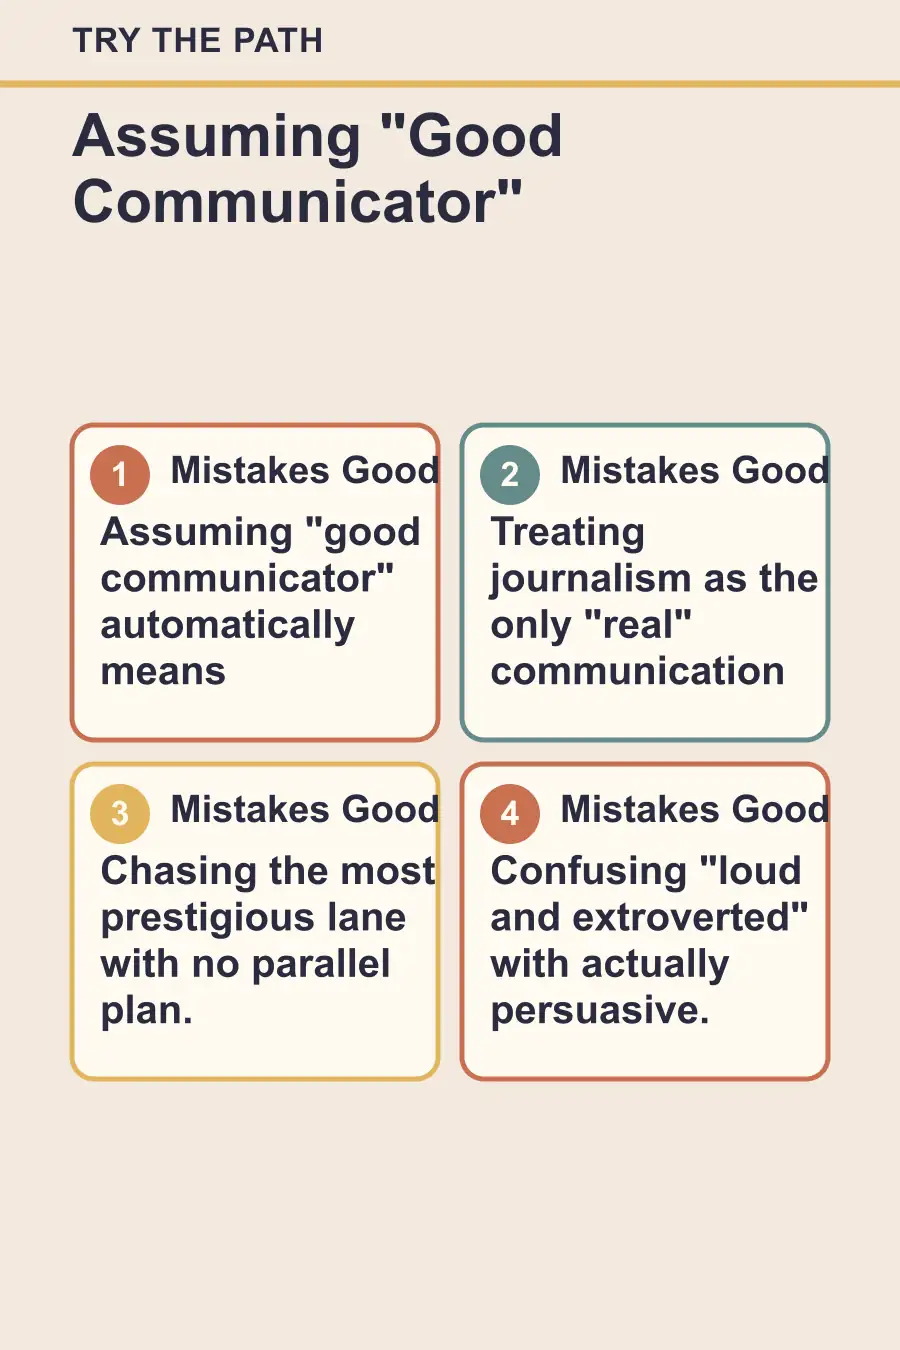 TRY THE PATH
Assuming "Good
Communicator"
1
Mistakes Good
Assuming "good
communicator"
automatically
means
2
Mistakes Good
Treating
journalism as the
only "real"
communication
3
Mistakes Good
Chasing the most
prestigious lane
with no parallel
plan.
4
Mistakes Good
Confusing "loud
and extroverted"
with actually
persuasive.